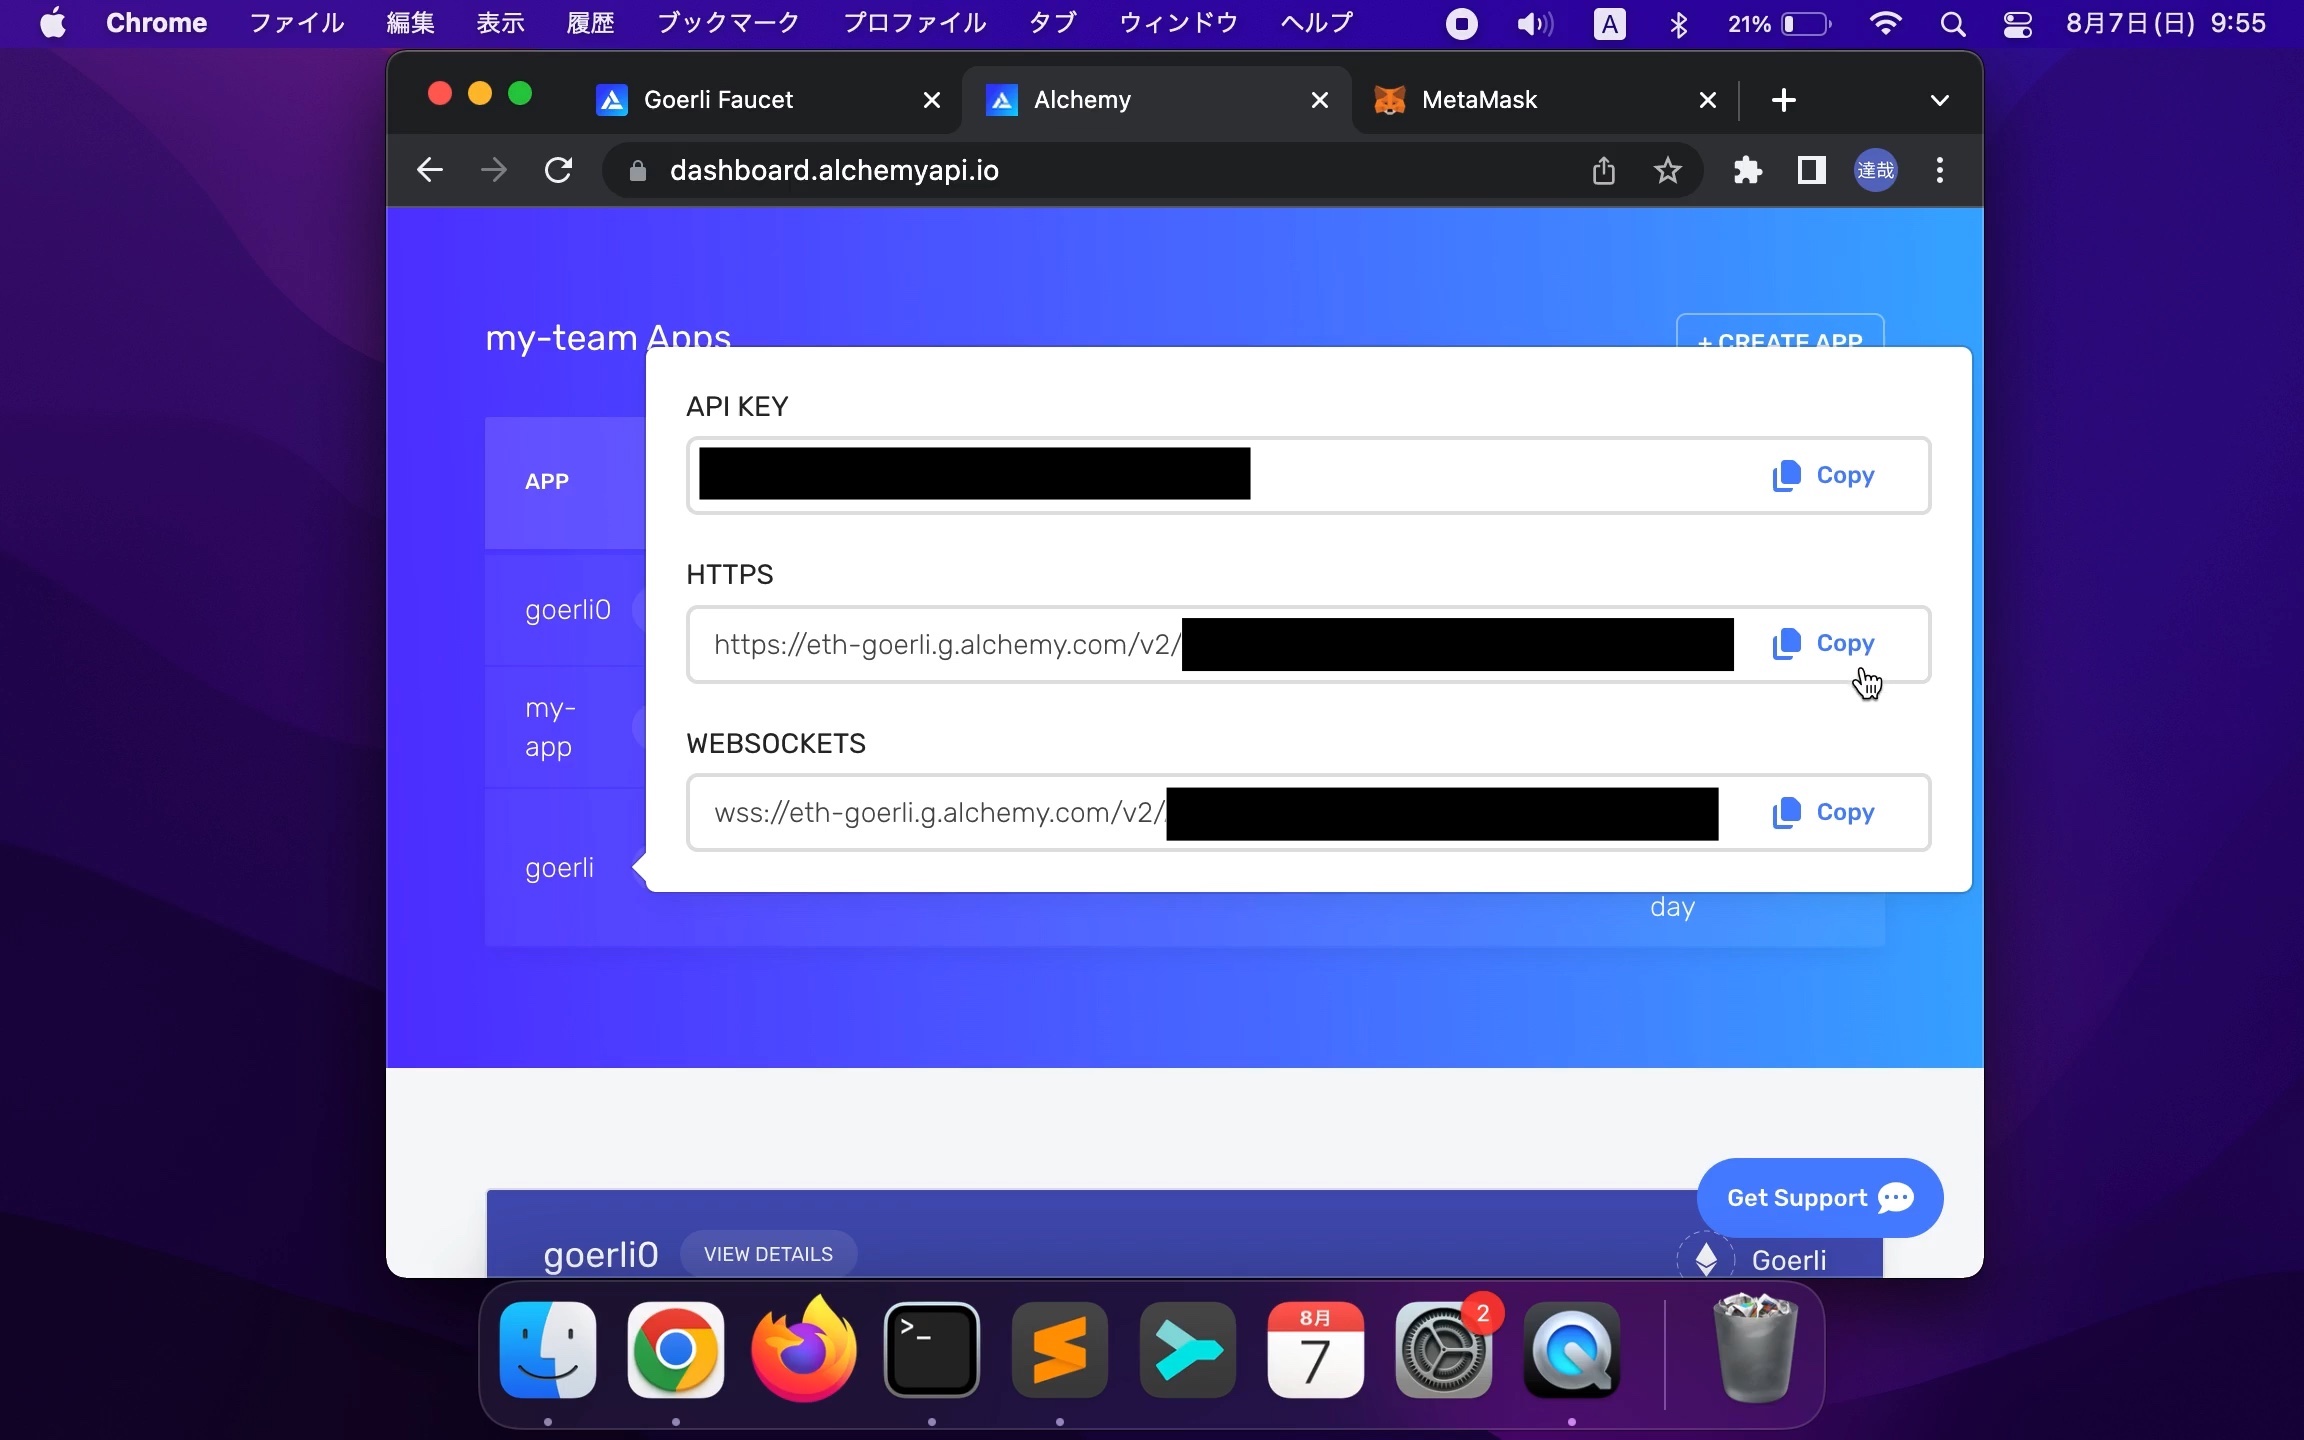 Chrome ファイル 編集 表示 履歴 ブックマーク プロファイル タブ ウィンドウ ヘルプ A 21% 8月7日(日) 9:55
Goerli Faucet Alchemy MetaMask
dashboard.alchemyapi.io 達哉
my-team Apps
+ CREATE APP
API KEY
Copy
APP
HTTPS
goerli0
https://eth-goerli.g.alchemy.com/v2/ Copy
my-
app
WEBSOCKETS
wss://eth-goerli.g.alchemy.com/v2/ Copy
goerli
day
Get Support
goerli0 VIEW DETAILS Goerli
>_
8月
7
2